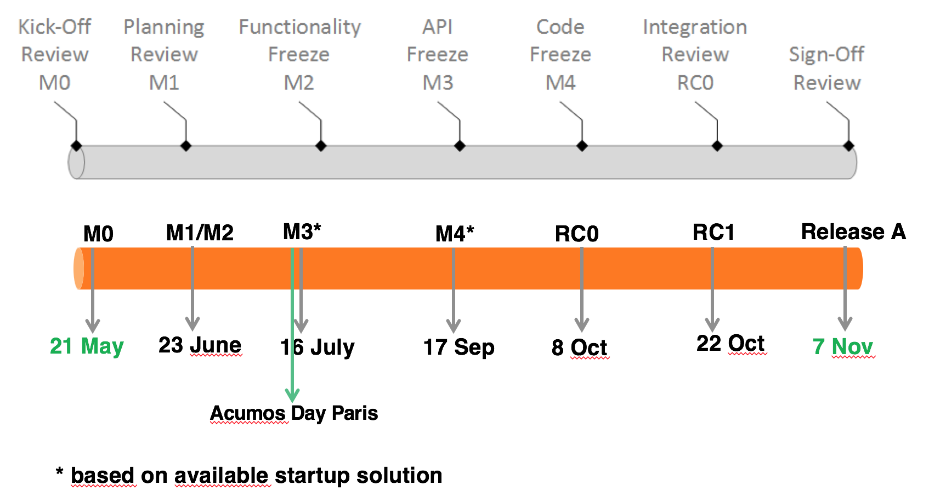 Kick-Off Review M0
Planning Review M1
Functionality Freeze M2
API Freeze M3
Code Freeze M4
Integration Review RC0
Sign-Off Review
M0
M1/M2
M3*
M4*
RC0
RC1
Release A
21 May
23 June
16 July
17 Sep
8 Oct
22 Oct
7 Nov
Acumos Day Paris
* based on available startup solution